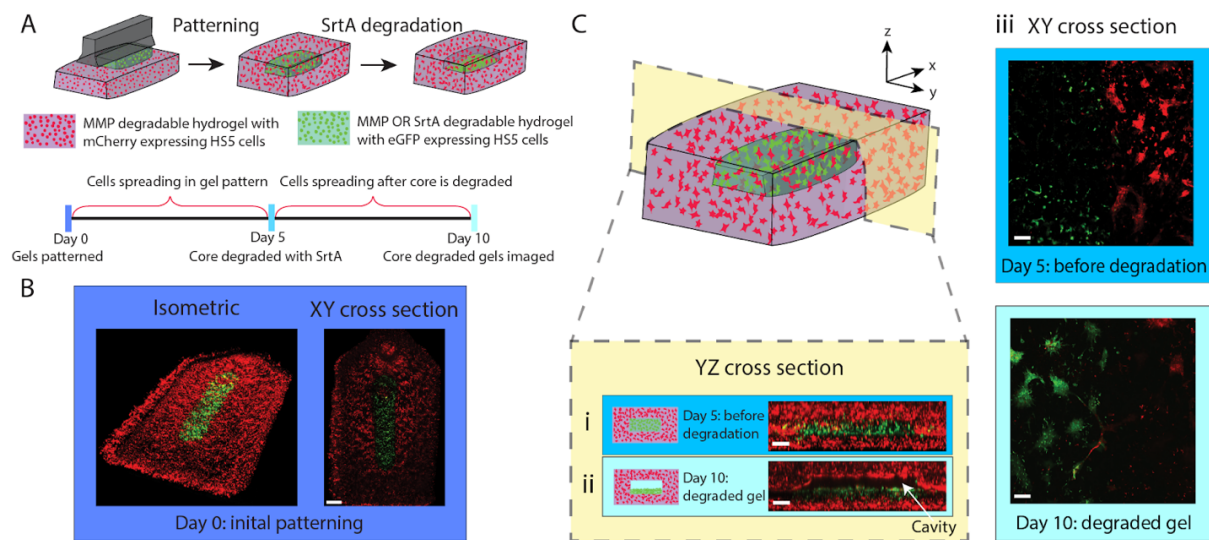 A
Patterning
SrtA degradation
MMP degradable hydrogel with
mCherry expressing HS5 cells
MMP OR SrtA degradable hydrogel
with eGFP expressing HS5 cells
Cells spreading in gel pattern
Cells spreading after core is degraded
Day 0
Gels patterned
Day 5
Core degraded with SrtA
Day 10
Core degraded gels imaged
B
Isometric
XY cross section
Day 0: inital patterning
C
z
x
y
YZ cross section
i
Day 5: before
degradation
ii
Day 10:
degraded gel
Cavity
iii XY cross section
Day 5: before degradation
Day 10: degraded gel